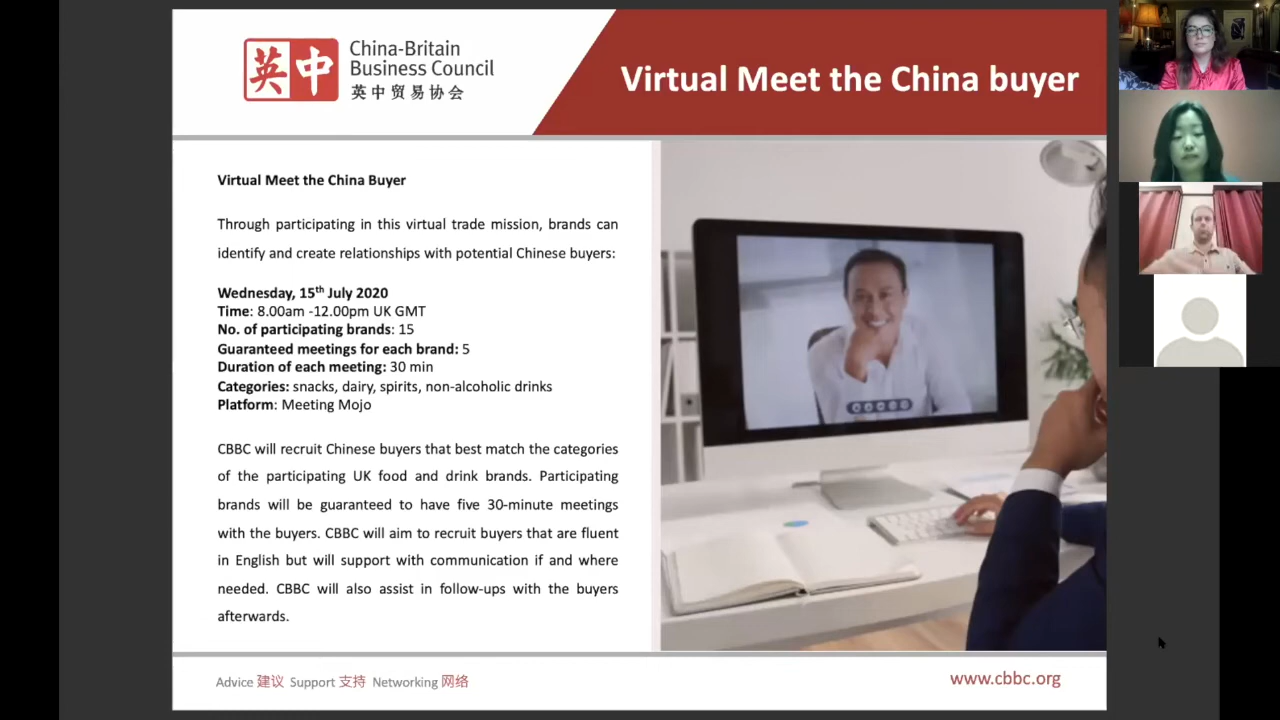 英中
China-Britain
Business Council
英中贸易协会
Virtual Meet the China buyer
Virtual Meet the China Buyer
Through participating in this virtual trade mission, brands can
identify and create relationships with potential Chinese buyers:
Wednesday, 15th July 2020
Time: 8.00am -12.00pm UK GMT
No. of participating brands: 15
Guaranteed meetings for each brand: 5
Duration of each meeting: 30 min
Categories: snacks, dairy, spirits, non-alcoholic drinks
Platform: Meeting Mojo
CBBC will recruit Chinese buyers that best match the categories
of the participating UK food and drink brands. Participating
brands will be guaranteed to have five 30-minute meetings
with the buyers. CBBC will aim to recruit buyers that are fluent
in English but will support with communication if and where
needed. CBBC will also assist in follow-ups with the buyers
afterwards.
Advice 建议 Support 支持 Networking 网络
www.cbbc.org